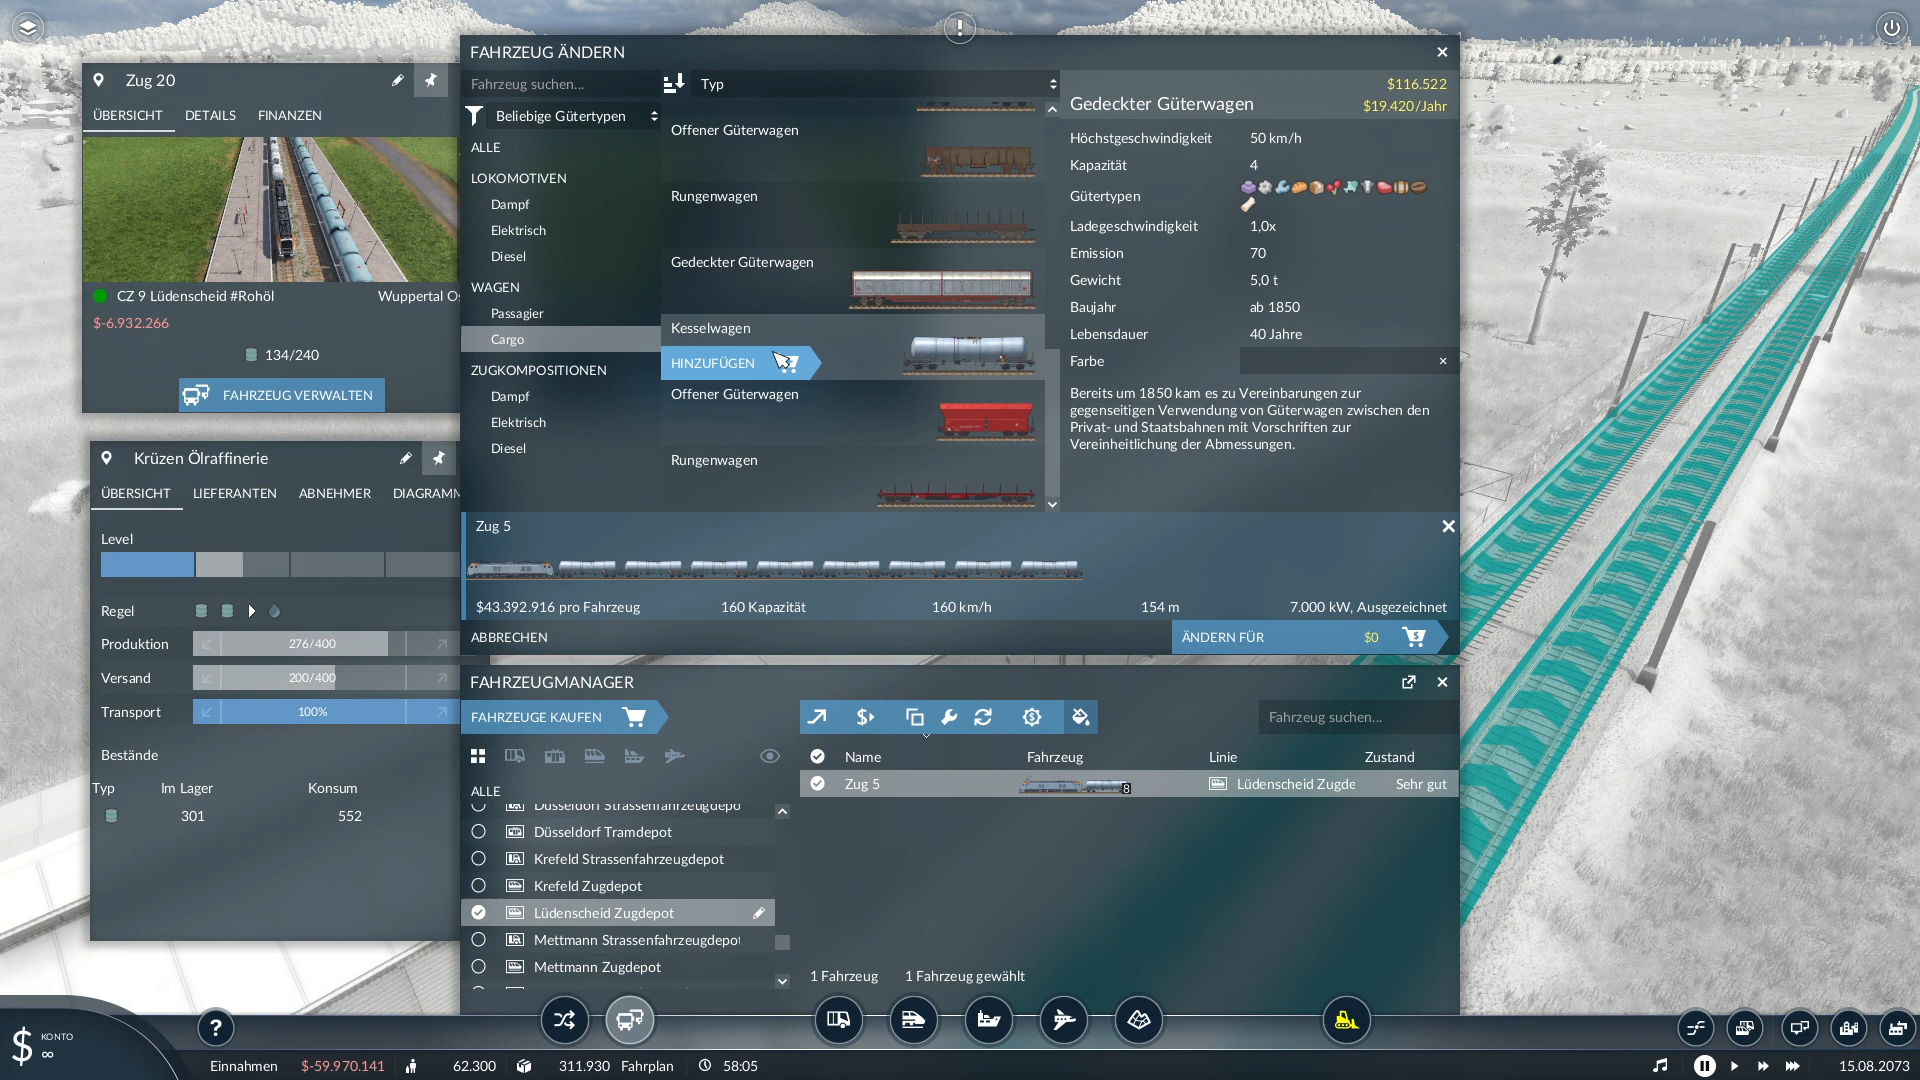 Zug 20
ÜBERSICHT DETAILS FINANZEN
CZ 9 Lüdenscheid #Rohöl Wuppertal
$-6.932.266
134/240
FAHRZEUG VERWALTEN
Krüzen Ölraffinerie
ÜBERSICHT LIEFERANTEN ABNEHMER DIAGRAMM
Level
Regel
Produktion 276/400
Versand 200/400
Transport 100%
Bestände
Typ Im Lager Konsum
301 552
FAHRZEUG ÄNDERN
Fahrzeug suchen...
Typ
Beliebige Gütertypen
ALLE
LOKOMOTIVEN
Dampf
Elektrisch
Diesel
WAGEN
Passagier
Cargo
ZUGKOMPOSITIONEN
Dampf
Elektrisch
Diesel
Offener Güterwagen
Rungenwagen
Gedeckter Güterwagen
Kesselwagen
HINZUFÜGEN
Offener Güterwagen
Rungenwagen
$116.522
Gedeckter Güterwagen $19.420/Jahr
Höchstgeschwindigkeit 50 km/h
Kapazität 4
Gütertypen
Ladegeschwindigkeit 1,0x
Emission 70
Gewicht 5,0 t
Baujahr ab 1850
Lebensdauer 40 Jahre
Farbe
Bereits um 1850 kam es zu Vereinbarungen zur
gegenseitigen Verwendung von Güterwagen zwischen den
Privat- und Staatsbahnen mit Vorschriften zur
Vereinheitlichung der Abmessungen.
Zug 5
$43.392.916 pro Fahrzeug 160 Kapazität 160 km/h 154 m 7.000 kW, Ausgezeichnet
ABBRECHEN ÄNDERN FÜR $0
FAHRZEUGMANAGER
FAHRZEUGE KAUFEN
Fahrzeug suchen...
ALLE
Düsseldorf Strassenfahrzeugdepo
Düsseldorf Tramdepot
Krefeld Strassenfahrzeugdepot
Krefeld Zugdepot
Lüdenscheid Zugdepot
Mettmann Strassenfahrzeugdepot
Mettmann Zugdepot
Name Fahrzeug Linie Zustand
Zug 5 8 Lüdenscheid Zugde Sehr gut
1 Fahrzeug 1 Fahrzeug gewählt
$ KONTO
∞
?
Einnahmen $-59.970.141 62.300 311.930 Fahrplan 58:05 15.08.2073